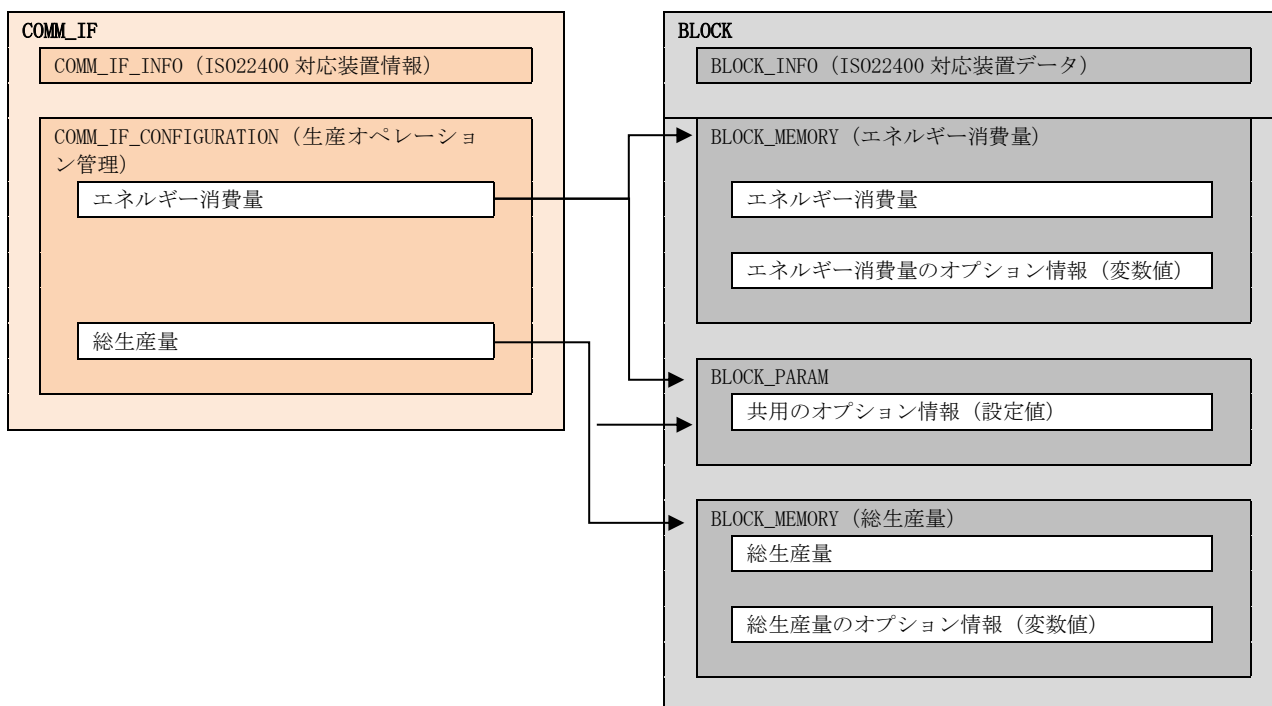 COMM_IF
COMM_IF_INFO（ISO22400 対応装置情報）
COMM_IF_CONFIGURATION（生産オペレーショ
ン管理）
エネルギー消費量
総生産量
BLOCK
BLOCK_INFO（ISO22400 対応装置データ）
BLOCK_MEMORY（エネルギー消費量）
エネルギー消費量
エネルギー消費量のオプション情報（変数値）
BLOCK_PARAM
共用のオプション情報（設定値）
BLOCK_MEMORY（総生産量）
総生産量
総生産量のオプション情報（変数値）